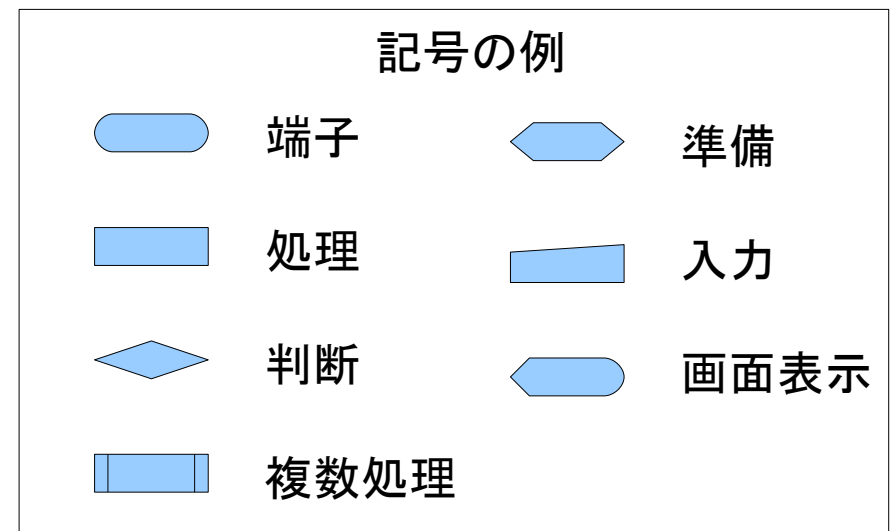 記号の例
端子
処理
判断
複数処理
準備
入力
画面表示